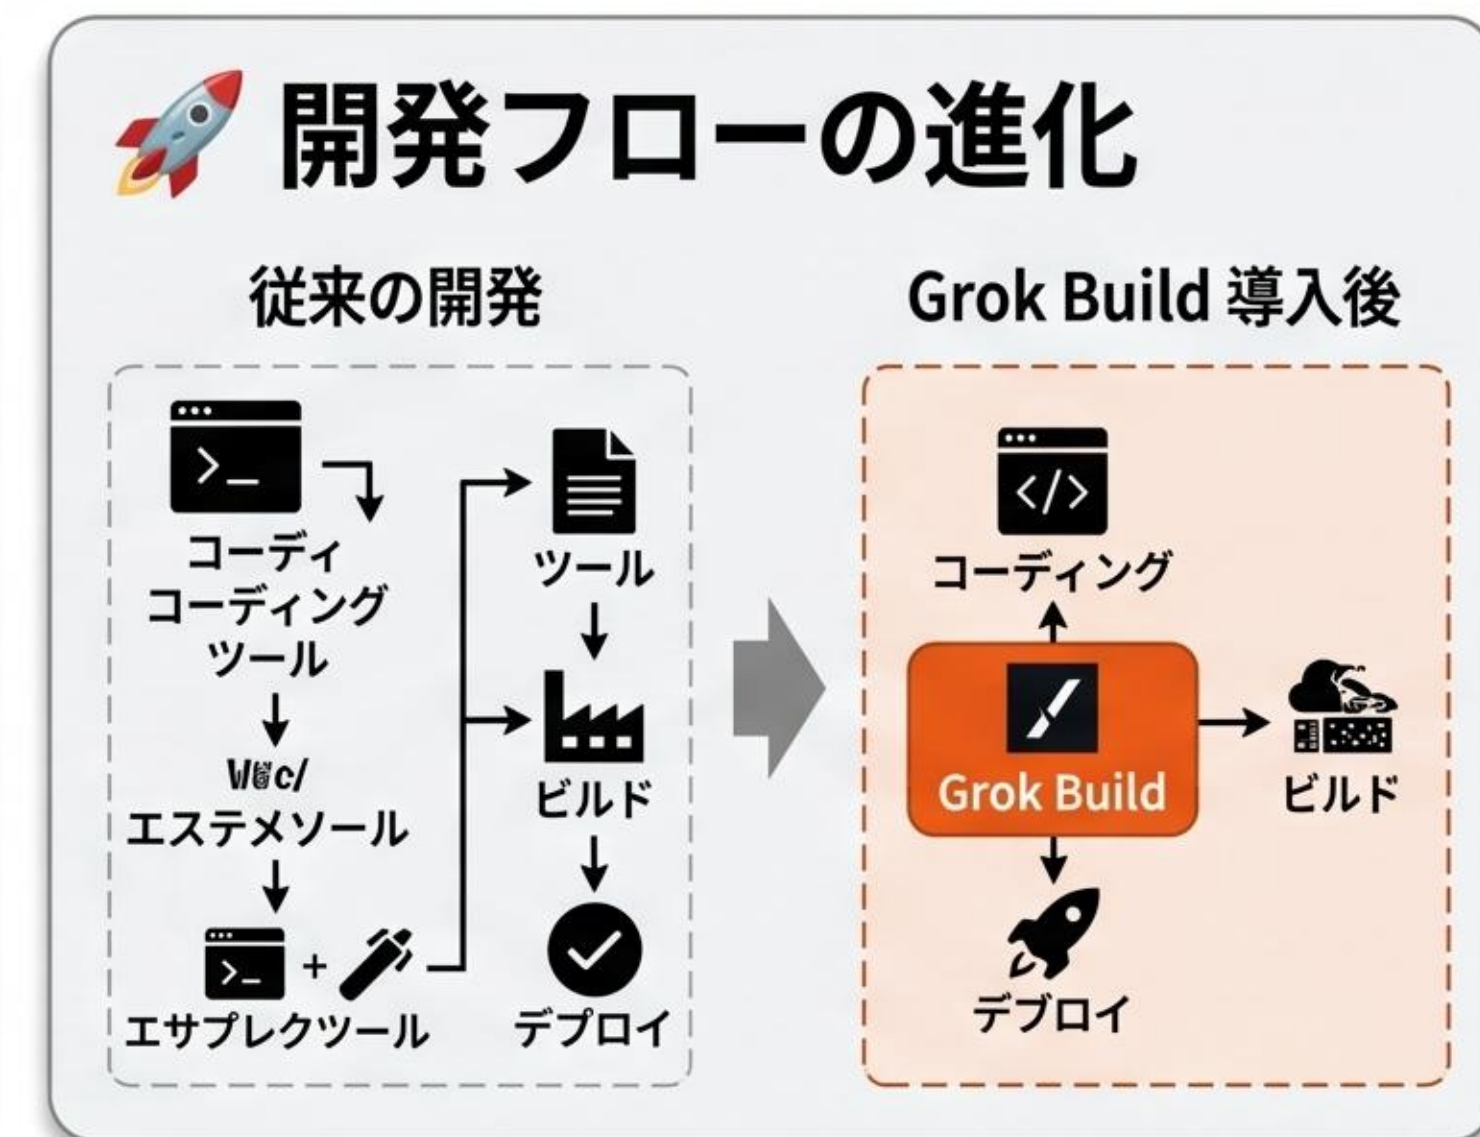 開発フローの進化
従来の開発
コーディ
コーディング
ツール
エステメソール
+
エサプレクツール
ツール
ビルド
デプロイ
Grok Build 導入後
コーディング
Grok Build
ビルド
デブロイ